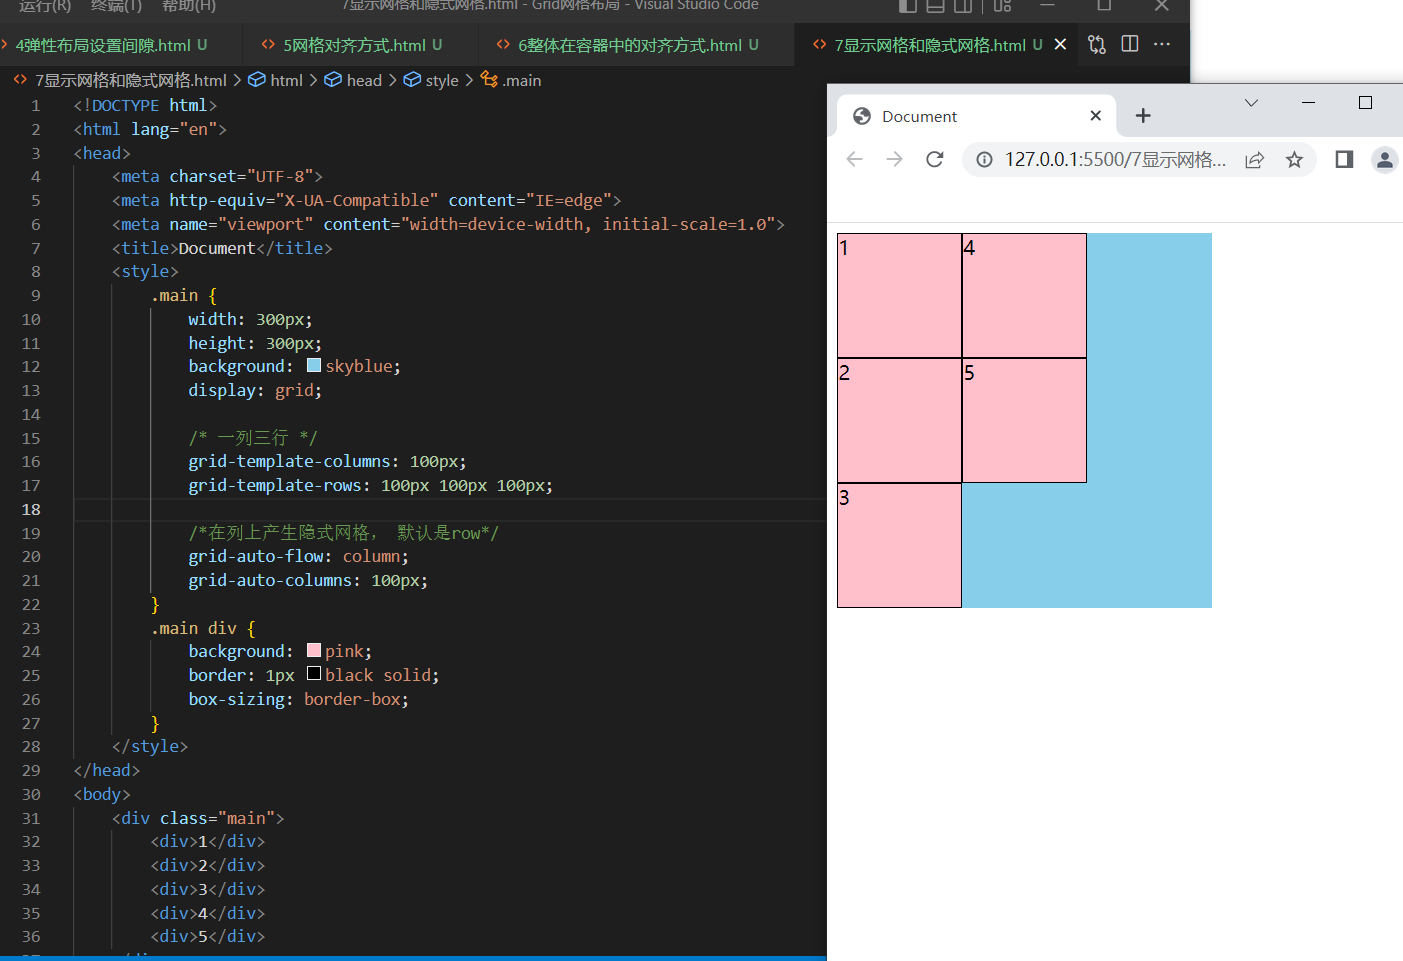 运行(R) 终端(T) 帮助(H) 7显示网格和隐式网格.html - Grid网格布局 - Visual Studio Code
4弹性布局设置间隙.html U 5网格对齐方式.html U 6整体在容器中的对齐方式.html U 7显示网格和隐式网格.html U
7显示网格和隐式网格.html > html > head > style > .main
1 <!DOCTYPE html>
2 <html lang="en">
3 <head>
4 <meta charset="UTF-8">
5 <meta http-equiv="X-UA-Compatible" content="IE=edge">
6 <meta name="viewport" content="width=device-width, initial-scale=1.0">
7 <title>Document</title>
8 <style>
9 .main {
10 width: 300px;
11 height: 300px;
12 background: skyblue;
13 display: grid;
14
15 /* 一列三行 */
16 grid-template-columns: 100px;
17 grid-template-rows: 100px 100px 100px;
18
19 /*在列上产生隐式网格， 默认是row*/
20 grid-auto-flow: column;
21 grid-auto-columns: 100px;
22 }
23 .main div {
24 background: pink;
25 border: 1px black solid;
26 box-sizing: border-box;
27 }
28 </style>
29 </head>
30 <body>
31 <div class="main">
32 <div>1</div>
33 <div>2</div>
34 <div>3</div>
35 <div>4</div>
36 <div>5</div>
Document
127.0.0.1:5500/7显示网格...
1 4
2 5
3